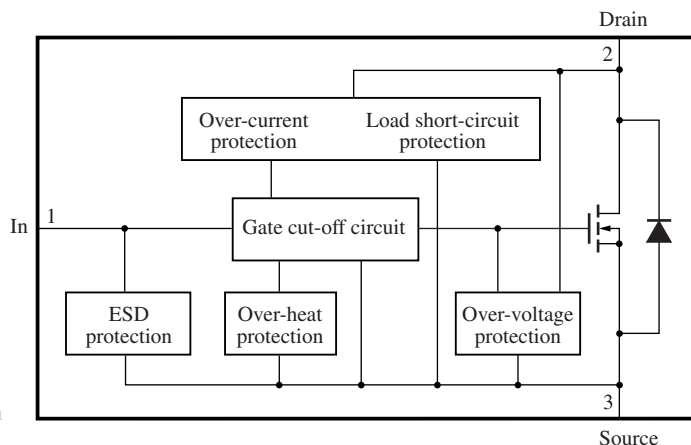 Drain
2
Over-current
protection
Load short-circuit
protection
In
1
Gate cut-off circuit
ESD
protection
Over-heat
protection
Over-voltage
protection
3
Source